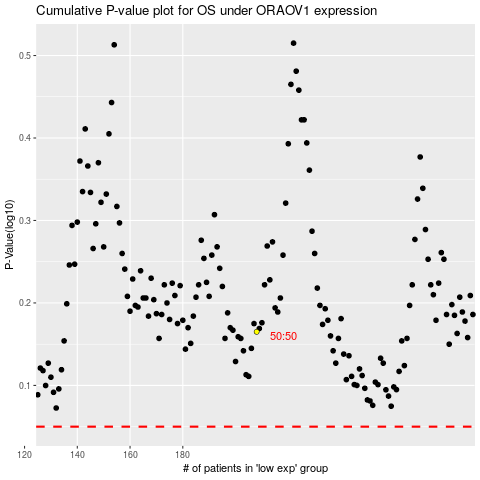 Cumulative P-value plot for OS under ORAOV1 expression
P-Value(log10)
0.5
0.4
0.3
0.2
0.1
50:50
120 140 160 180
# of patients in 'low exp' group